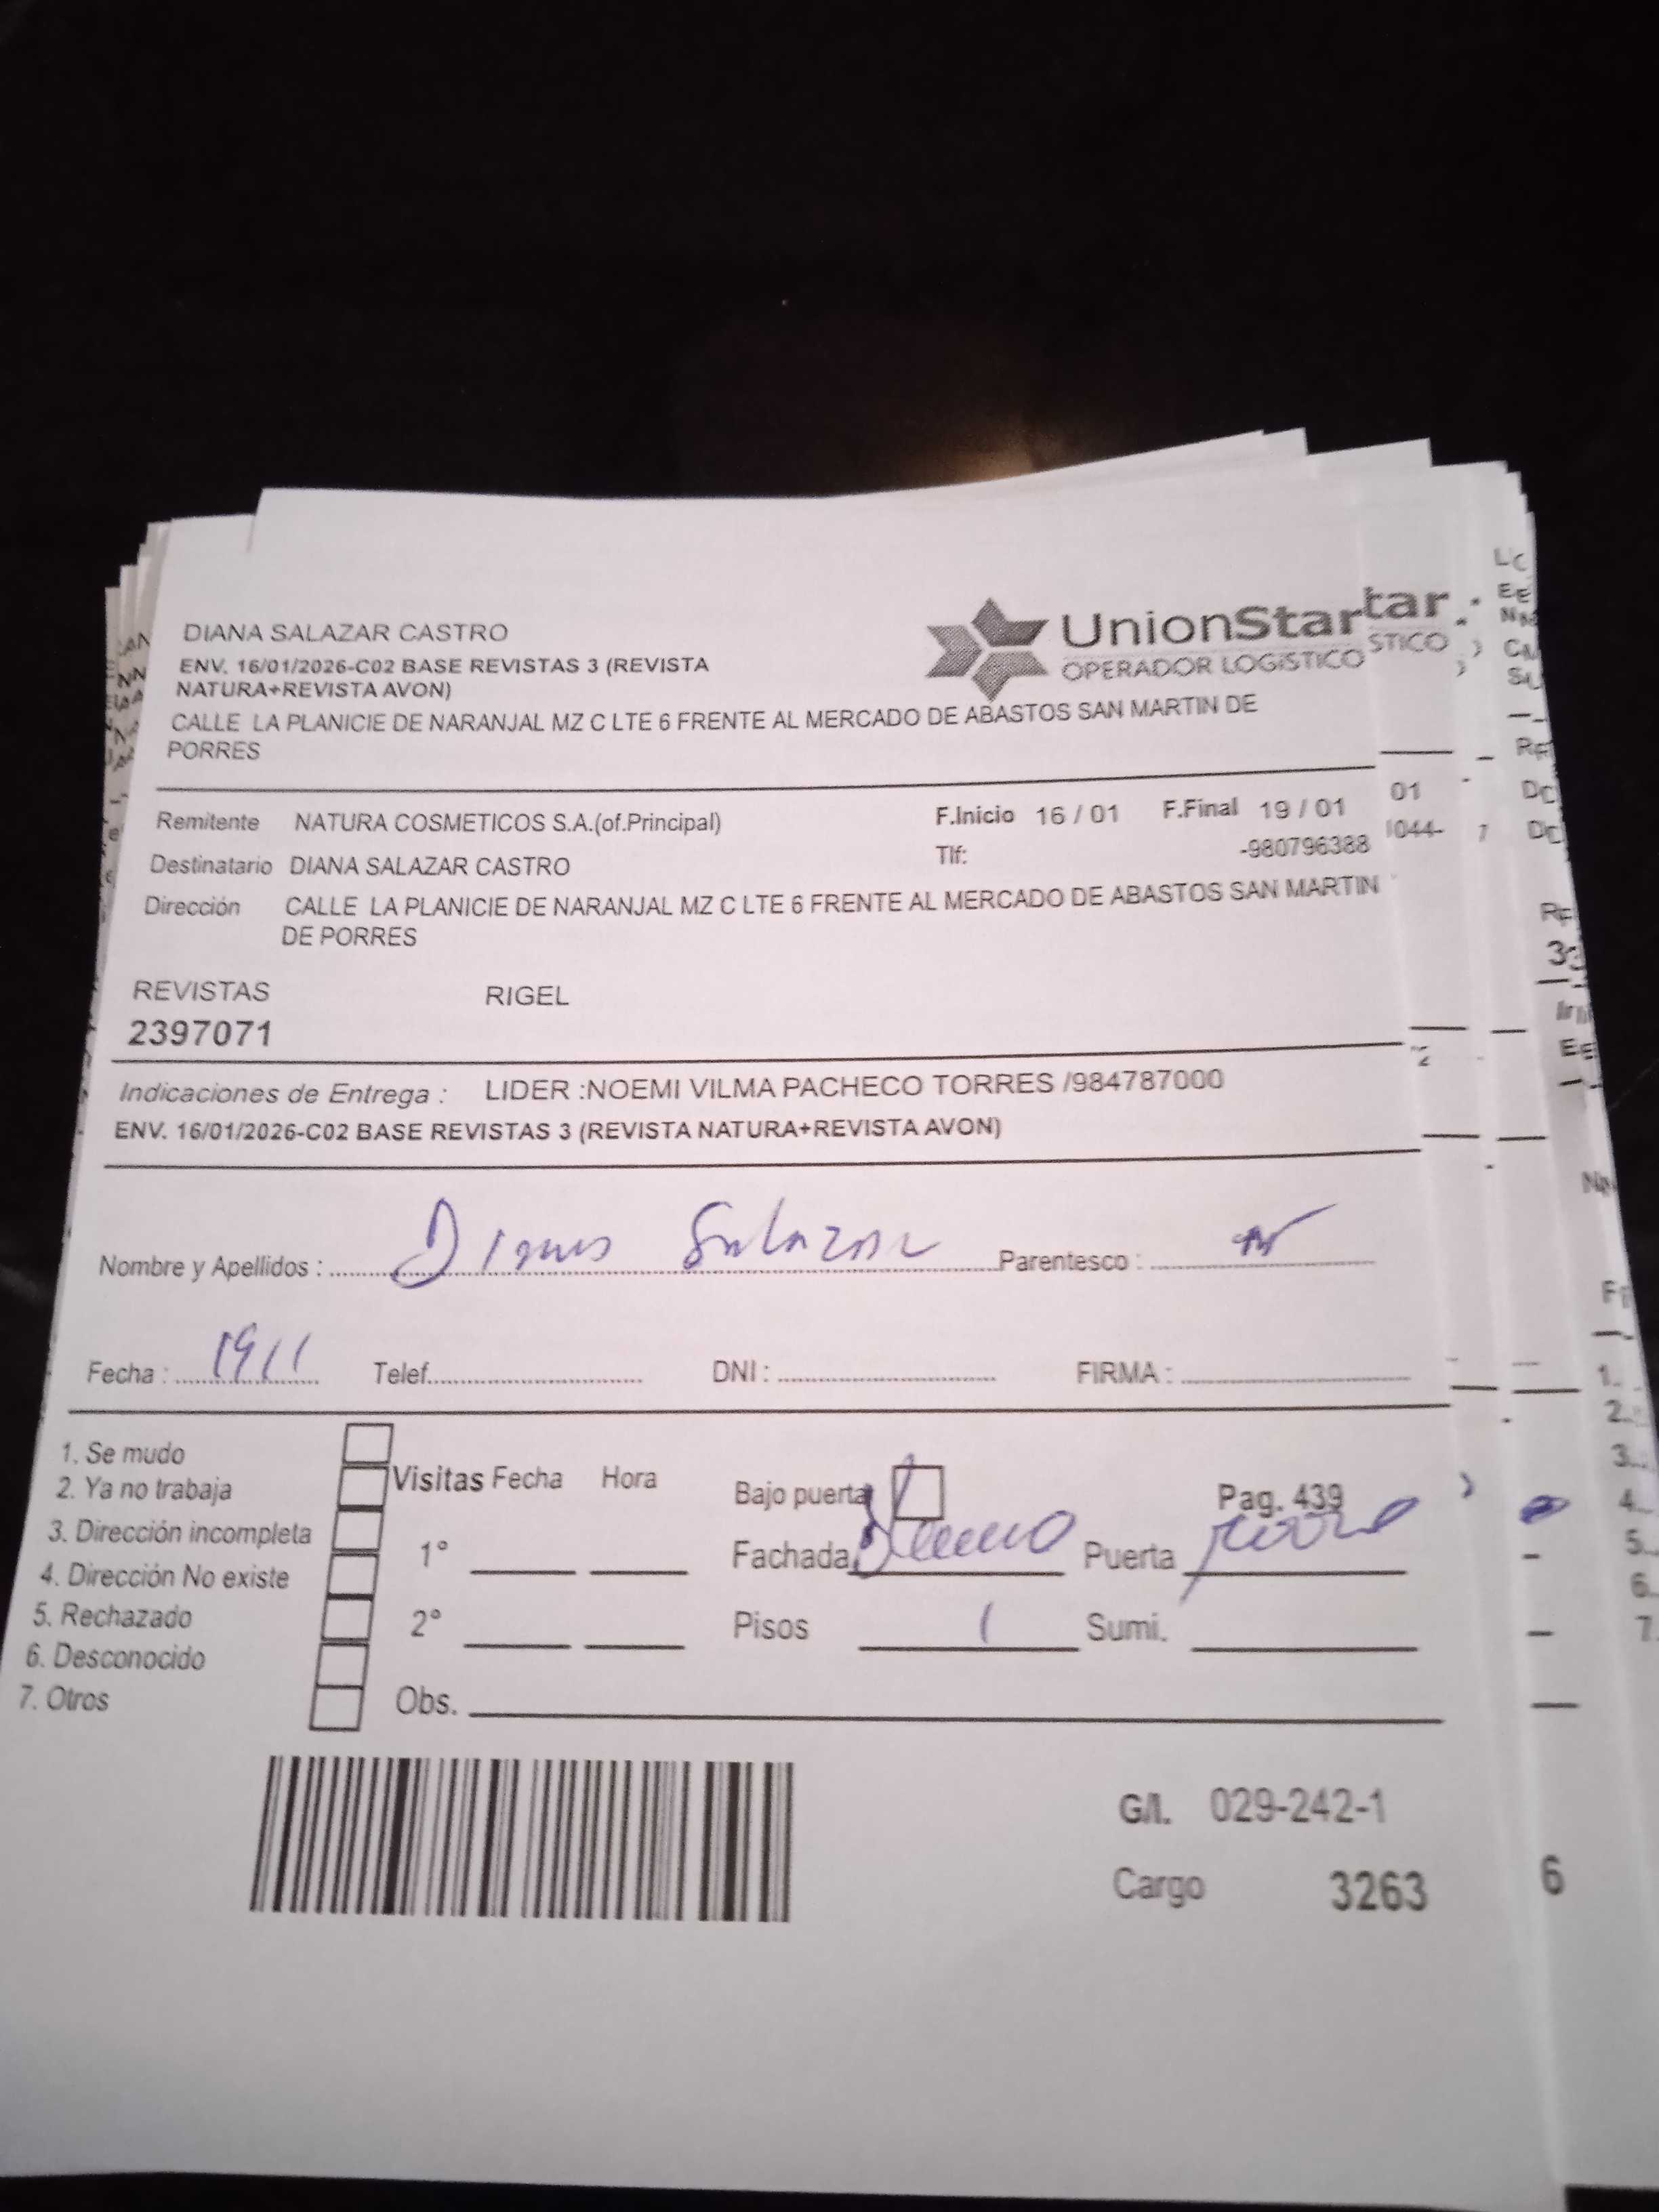 DIANA SALAZAR CASTRO
ENV. 16/01/2026-C02 BASE REVISTAS 3 (REVISTA
NATURA+REVISTA AVON)
CALLE LA PLANICIE DE NARANJAL MZ C LTE 6 FRENTE AL MERCADO DE ABASTOS SAN MARTIN DE
PORRES
UnionStar
OPERADOR LOGíSTICO
tar
STICO
Remitente NATURA COSMETICOS S.A.(of.Principal) F.Inicio 16 / 01 F.Final 19 / 01
01
Destinatario DIANA SALAZAR CASTRO Tlf: -980796388
Dirección CALLE LA PLANICIE DE NARANJAL MZ C LTE 6 FRENTE AL MERCADO DE ABASTOS SAN MARTIN
DE PORRES
REVISTAS RIGEL
2397071
Indicaciones de Entrega : LIDER :NOEMI VILMA PACHECO TORRES /984787000
ENV. 16/01/2026-C02 BASE REVISTAS 3 (REVISTA NATURA+REVISTA AVON)
Nombre y Apellidos : Salazar Parentesco :
Fecha : 19/1 Telef. DNI : FIRMA :
1. Se mudo
2. Ya no trabaja
3. Dirección incompleta
4. Dirección No existe
5. Rechazado
6. Desconocido
7. Otros
Visitas Fecha Hora
1°
2°
Obs.
Bajo puerta Pag. 439
Fachada Puerta
Pisos 1 Sumi.
G/I. 029-242-1
Cargo 3263
6